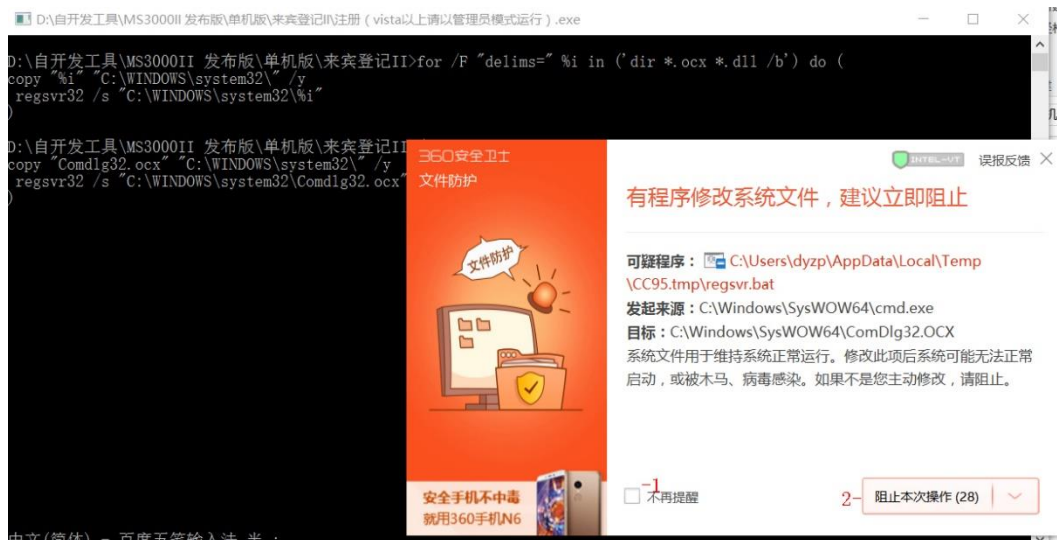 D:\自开发工具\MS3000II 发布版\单机版\来宾登记II\注册（vista以上请以管理员模式运行）.exe
D:\自开发工具\MS3000II 发布版\单机版\来宾登记II>for /F "delims=" %i in ('dir *.ocx *.dll /b') do (
copy "%i" "C:\WINDOWS\system32\" /y
regsvr32 /s "C:\WINDOWS\system32\%i"
)
D:\自开发工具\MS3000II 发布版\单机版\来宾登记II
copy "Comdlg32.ocx" "C:\WINDOWS\system32\" /y
regsvr32 /s "C:\WINDOWS\system32\Comdlg32.ocx"
)
360安全卫士
文件防护
INTEL-VT 误报反馈
有程序修改系统文件，建议立即阻止
文件防护
可疑程序： C:\Users\dyzp\AppData\Local\Temp
\CC95.tmp\regsvr.bat
发起来源：C:\Windows\SysWOW64\cmd.exe
目标：C:\Windows\SysWOW64\ComDlg32.OCX
系统文件用于维持系统正常运行。修改此项后系统可能无法正常
启动，或被木马、病毒感染。如果不是您主动修改，请阻止。
安全手机不中毒
就用360手机N6
-1
不再提醒
2- 阻止本次操作 (28)
中文(简体) - 百度五笔输入法 半 :